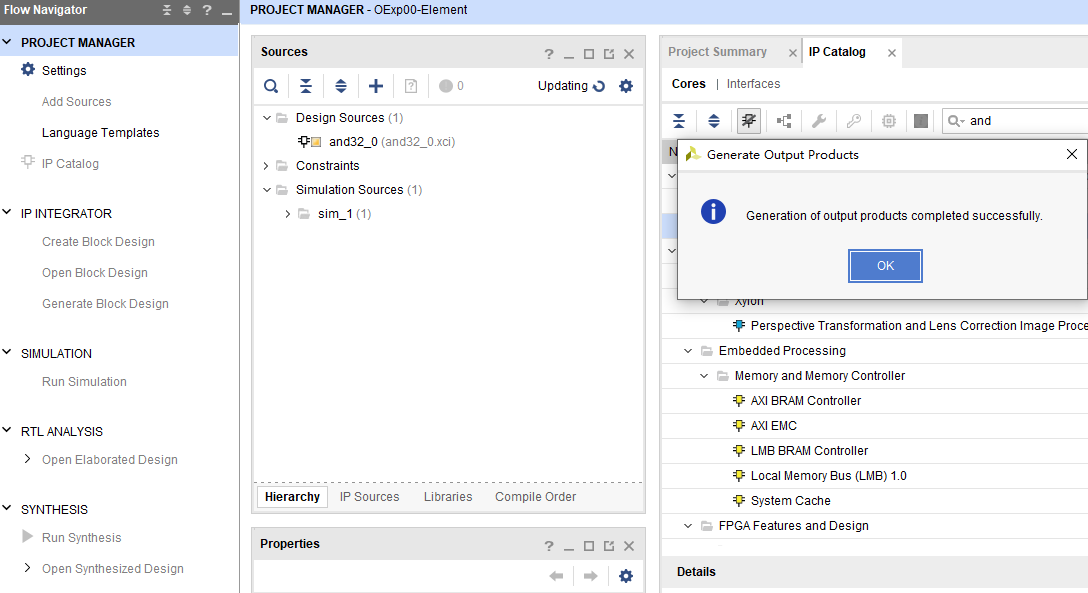 Flow Navigator
PROJECT MANAGER
Settings
Add Sources
Language Templates
IP Catalog
IP INTEGRATOR
Create Block Design
Open Block Design
Generate Block Design
SIMULATION
Run Simulation
RTL ANALYSIS
Open Elaborated Design
SYNTHESIS
Run Synthesis
Open Synthesized Design
PROJECT MANAGER - OExp00-Element
Sources
0
Updating
Design Sources (1)
and32_0 (and32_0.xci)
Constraints
Simulation Sources (1)
sim_1 (1)
Hierarchy IP Sources Libraries Compile Order
Properties
Project Summary IP Catalog
Cores | Interfaces
and
N
Generate Output Products
Generation of output products completed successfully.
OK
Xylon
Perspective Transformation and Lens Correction Image Proce
Embedded Processing
Memory and Memory Controller
AXI BRAM Controller
AXI EMC
LMB BRAM Controller
Local Memory Bus (LMB) 1.0
System Cache
FPGA Features and Design
Details